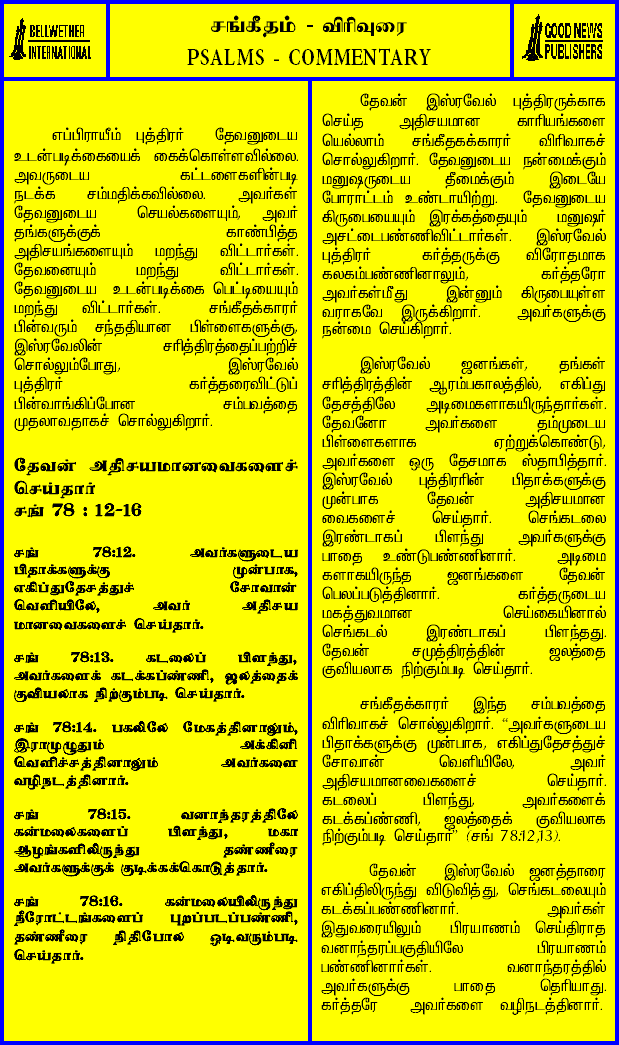 BELLWETHER
INTERNATIONAL
சங்கீதம் - விரிவுரை
PSALMS - COMMENTARY
GOOD NEWS
PUBLISHERS
எப்பிராயீம் புத்திரர் தேவனுடைய
உடன்படிக்கையைக் கைக்கொள்ளவில்லை.
அவருடைய கட்டளைகளின்படி
நடக்க சம்மதிக்கவில்லை. அவர்கள்
தேவனுடைய செயல்களையும், அவர்
தங்களுக்குக் காண்பித்த
அதிசயங்களையும் மறந்து விட்டார்கள்.
தேவனையும் மறந்து விட்டார்கள்.
தேவனுடைய உடன்படிக்கை பெட்டியையும்
மறந்து விட்டார்கள். சங்கீதக்காரர்
பின்வரும் சந்ததியான பிள்ளைகளுக்கு,
இஸ்ரவேலின் சரித்திரத்தைப்பற்றிச்
சொல்லும்போது, இஸ்ரவேல்
புத்திரர் கர்த்தரைவிட்டுப்
பின்வாங்கிப்போன சம்பவத்தை
முதலாவதாகச் சொல்லுகிறார்.
தேவன் அதிசயமானவைகளைச்
செய்தார்
சங் 78 : 12-16
சங் 78:12. அவர்களுடைய
பிதாக்களுக்கு முன்பாக,
எகிப்துதேசத்துச் சோவான்
வெளியிலே, அவர் அதிசய
மானவைகளைச் செய்தார்.
சங் 78:13. கடலைப் பிளந்து,
அவர்களைக் கடக்கப்பண்ணி, ஜலத்தைக்
குவியலாக நிற்கும்படி செய்தார்.
சங் 78:14. பகலிலே மேகத்தினாலும்,
இராமுழுதும் அக்கினி
வெளிச்சத்தினாலும் அவர்களை
வழிநடத்தினார்.
சங் 78:15. வனாந்தரத்திலே
கன்மலைகளைப் பிளந்து, மகா
ஆழங்களிலிருந்து தண்ணீரை
அவர்களுக்குக் குடிக்கக்கொடுத்தார்.
சங் 78:16. கன்மலையிலிருந்து
நீரோட்டங்களைப் புறப்படப்பண்ணி,
தண்ணீரை நிதிபோல ஓடிவரும்படி
செய்தார்.
தேவன் இஸ்ரவேல் புத்திரருக்காக
செய்த அதிசயமான காரியங்களை
யெல்லாம் சங்கீதக்காரர் விரிவாகச்
சொல்லுகிறார். தேவனுடைய நன்மைக்கும்
மனுஷருடைய தீமைக்கும் இடையே
போராட்டம் உண்டாயிற்று. தேவனுடைய
கிருபையையும் இரக்கத்தையும் மனுஷர்
அசட்டைபண்ணிவிட்டார்கள். இஸ்ரவேல்
புத்திரர் கர்த்தருக்கு விரோதமாக
கலகம்பண்ணினாலும், கர்த்தரோ
அவர்கள்மீது இன்னும் கிருபையுள்ள
வராகவே இருக்கிறார். அவர்களுக்கு
நன்மை செய்கிறார்.
இஸ்ரவேல் ஜனங்கள், தங்கள்
சரித்திரத்தின் ஆரம்பகாலத்தில், எகிப்து
தேசத்திலே அடிமைகளாகயிருந்தார்கள்.
தேவனோ அவர்களை தம்முடைய
பிள்ளைகளாக ஏற்றுக்கொண்டு,
அவர்களை ஒரு தேசமாக ஸ்தாபித்தார்.
இஸ்ரவேல் புத்திரரின் பிதாக்களுக்கு
முன்பாக தேவன் அதிசயமான
வைகளைச் செய்தார். செங்கடலை
இரண்டாகப் பிளந்து அவர்களுக்கு
பாதை உண்டுபண்ணினார். அடிமை
களாகயிருந்த ஜனங்களை தேவன்
பெலப்படுத்தினார். கர்த்தருடைய
மகத்துவமான செய்கையினால்
செங்கடல் இரண்டாகப் பிளந்தது.
தேவன் சமுத்திரத்தின் ஜலத்தை
குவியலாக நிற்கும்படி செய்தார்.
சங்கீதக்காரர் இந்த சம்பவத்தை
விரிவாகச் சொல்லுகிறார். “அவர்களுடைய
பிதாக்களுக்கு முன்பாக, எகிப்துதேசத்துச்
சோவான் வெளியிலே, அவர்
அதிசயமானவைகளைச் செய்தார்.
கடலைப் பிளந்து, அவர்களைக்
கடக்கப்பண்ணி, ஜலத்தைக் குவியலாக
நிற்கும்படி செய்தார்” (சங் 78:12,13).
தேவன் இஸ்ரவேல் ஜனத்தாரை
எகிப்திலிருந்து விடுவித்து, செங்கடலையும்
கடக்கப்பண்ணினார். அவர்கள்
இதுவரையிலும் பிரயாணம் செய்திராத
வனாந்தரப்பகுதியிலே பிரயாணம்
பண்ணினார்கள். வனாந்தரத்தில்
அவர்களுக்கு பாதை தெரியாது.
கர்த்தரே அவர்களை வழிநடத்தினார்.